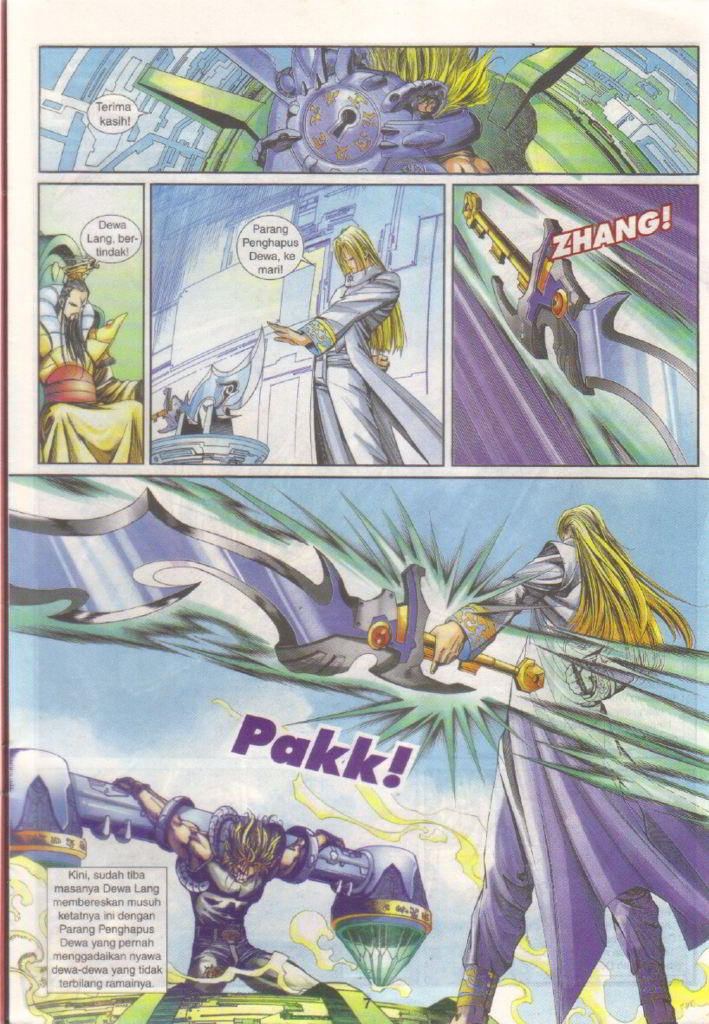 Terima
kasih!
Dewa
Lang, ber-
tindak!
Parang
Penghapus
Dewa, ke
mari!
ZHANG!
Pakk!
Kini, sudah tiba
masanya Dewa Lang
membereskan musuh
ketatnya ini dengan
Parang Penghapus
Dewa yang pernah
menggadaikan nyawa
dewa-dewa yang tidak
terbilang ramainya.
7